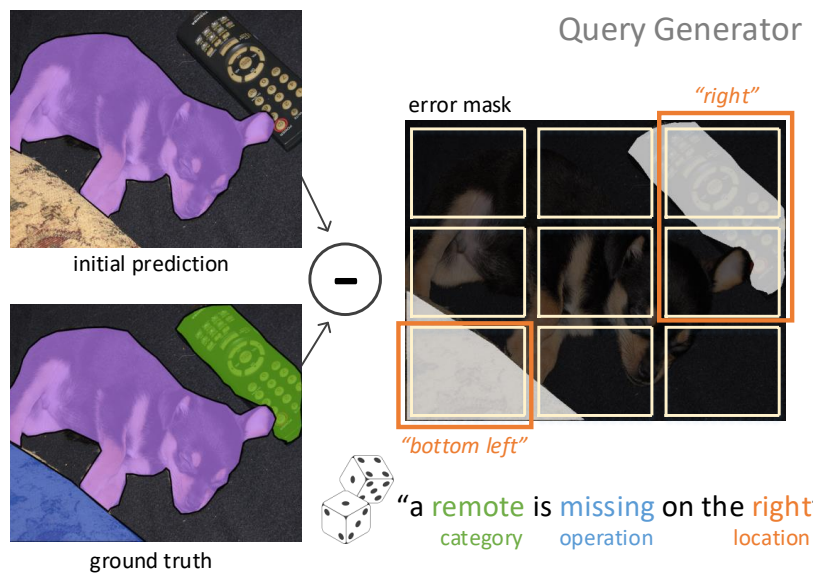 Query Generator
initial prediction
ground truth
error mask
“right”
“bottom left”
“a remote is missing on the right”
category operation location